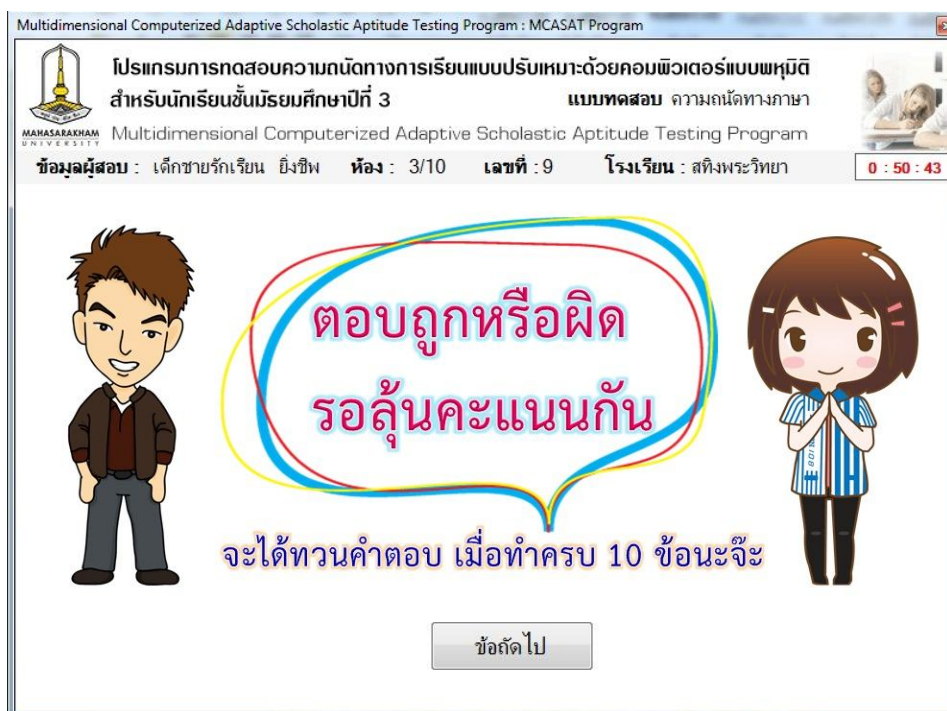 Multidimensional Computerized Adaptive Scholastic Aptitude Testing Program : MCASAT Program
โปรแกรมการทดสอบความถนัดทางการเรียนแบบปรับเหมาะด้วยคอมพิวเตอร์แบบพหุมิติ
สำหรับนักเรียนชั้นมัธยมศึกษาปีที่ 3 แบบทดสอบ ความถนัดทางภาษา
MAHASARAKHAM
UNIVERSITY
Multidimensional Computerized Adaptive Scholastic Aptitude Testing Program
ข้อมูลผู้สอบ : เด็กชายรักเรียน ยิ่งชีพ ห้อง : 3/10 เลขที่ : 9 โรงเรียน : สทิงพระวิทยา 0 : 50 : 43
ตอบถูกหรือผิด
รอลุ้นคะแนนกัน
จะได้ทวนคำตอบ เมื่อทำครบ 10 ข้อนะจ๊ะ
ข้อถัดไป